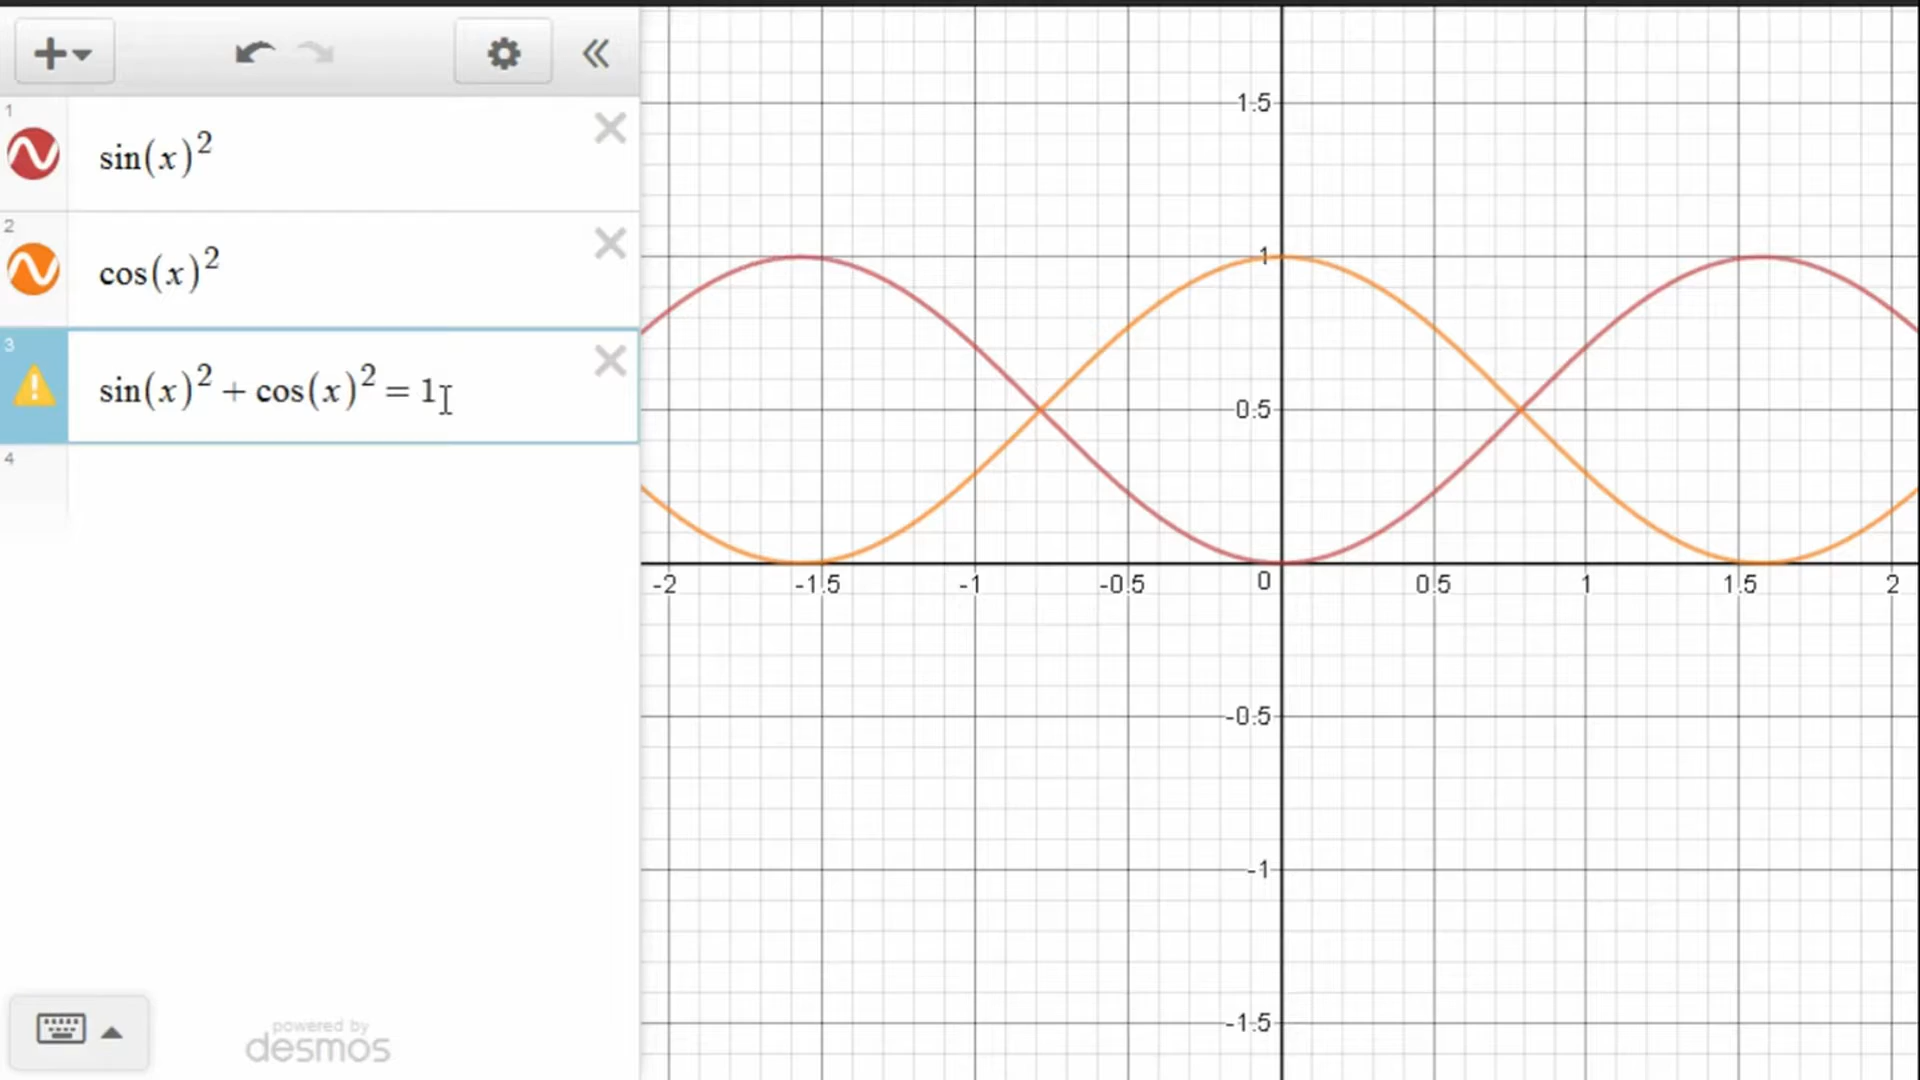 1
sin(x)²
2
cos(x)²
3
sin(x)² + cos(x)² = 1
4
powered by
desmos
1.5
1
0.5
-2 -1.5 -1 -0.5 0 0.5 1 1.5 2
-0.5
-1
-1.5